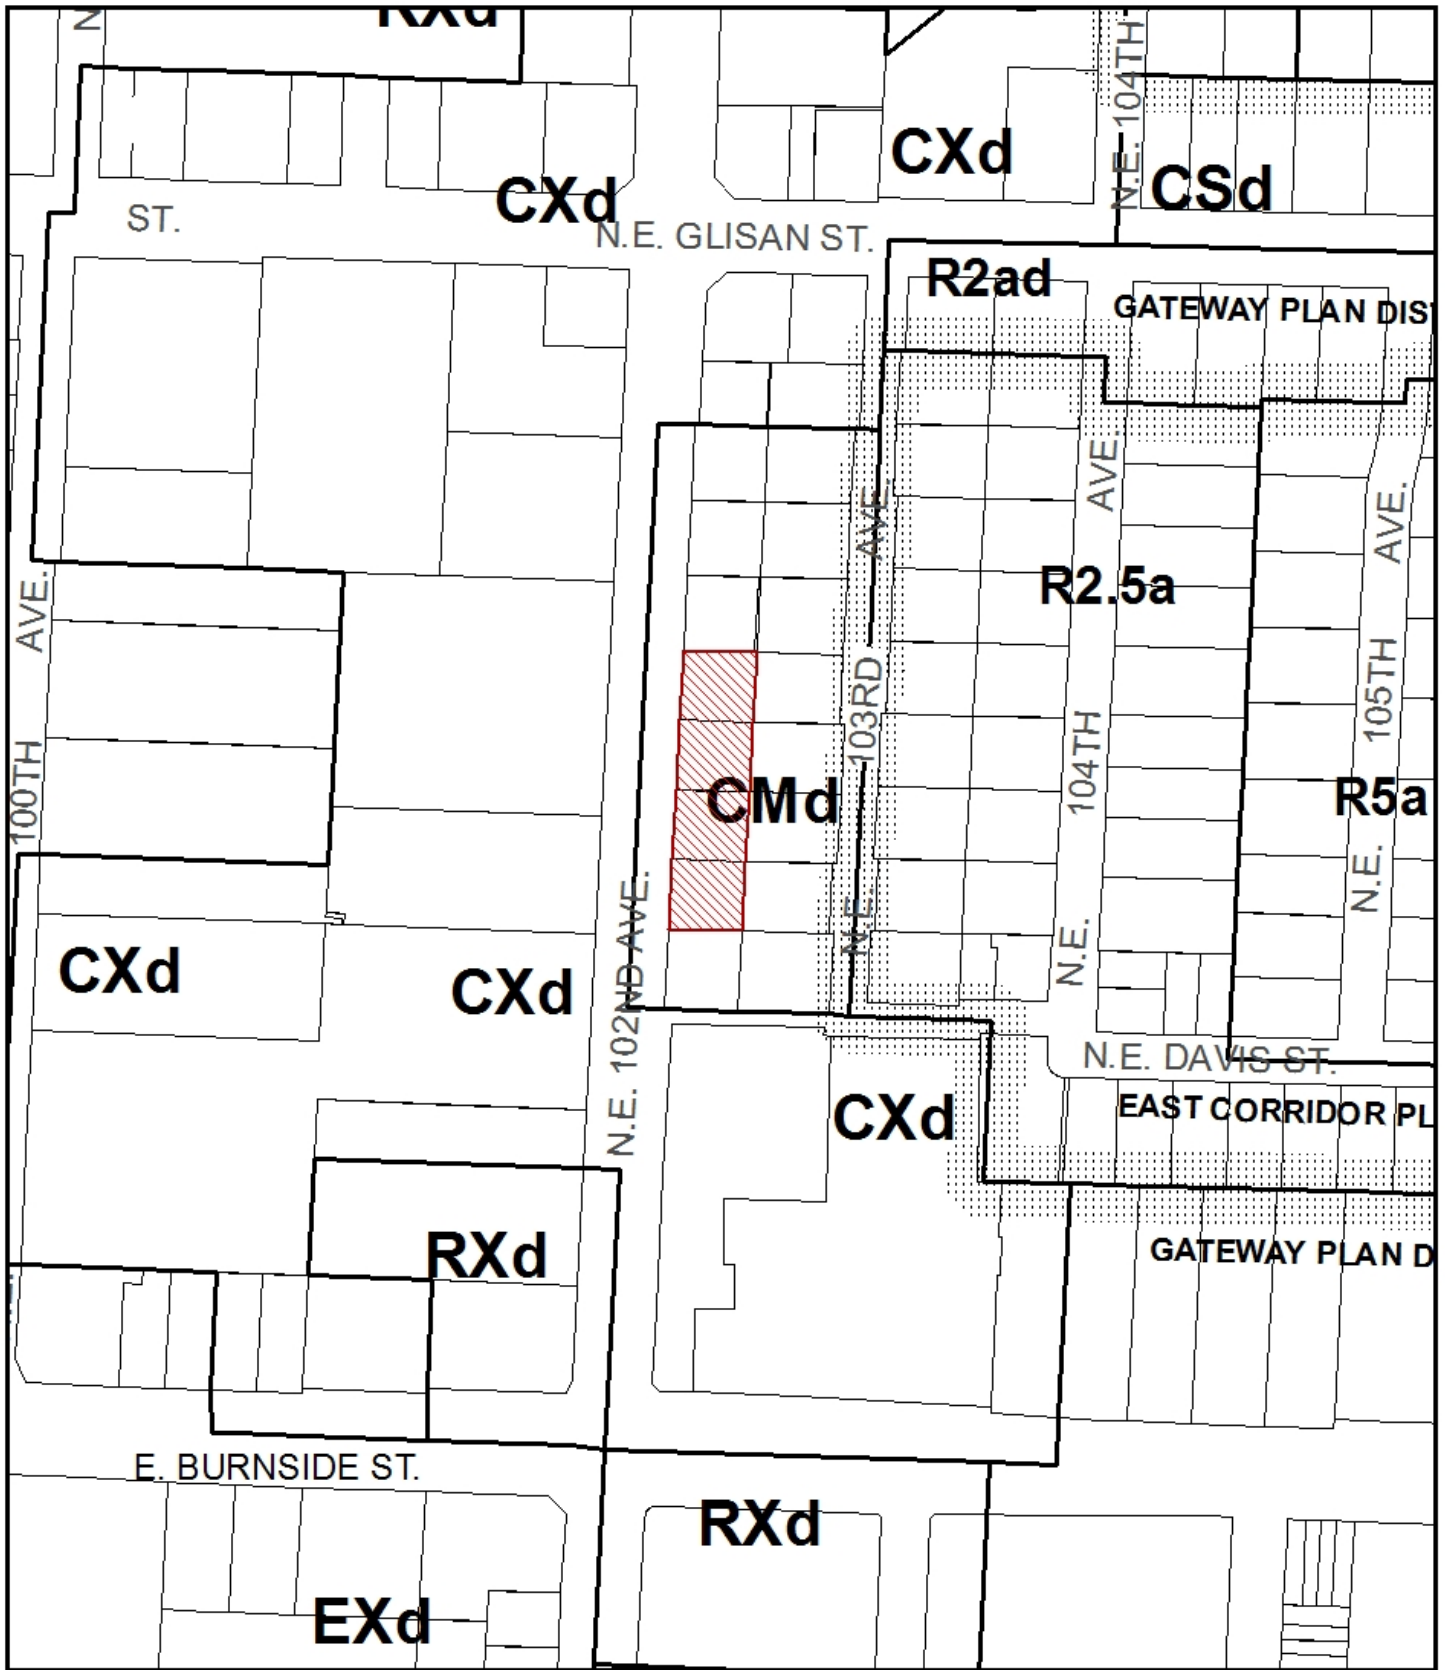 RXd
N
N.E. 104TH
CXd
CXd
CSd
ST.
N.E. GLISAN ST.
R2ad
GATEWAY PLAN DIS
AVE.
AVE.
AVE.
AVE.
R2.5a
103RD
105TH
104TH
100TH
CMd
R5a
N.E.
N.E.
N.E.
CXd
CXd
N.E. 102ND AVE.
N.E. DAVIS ST.
CXd
EAST CORRIDOR PL
RXd
GATEWAY PLAN D
E. BURNSIDE ST.
RXd
EXd